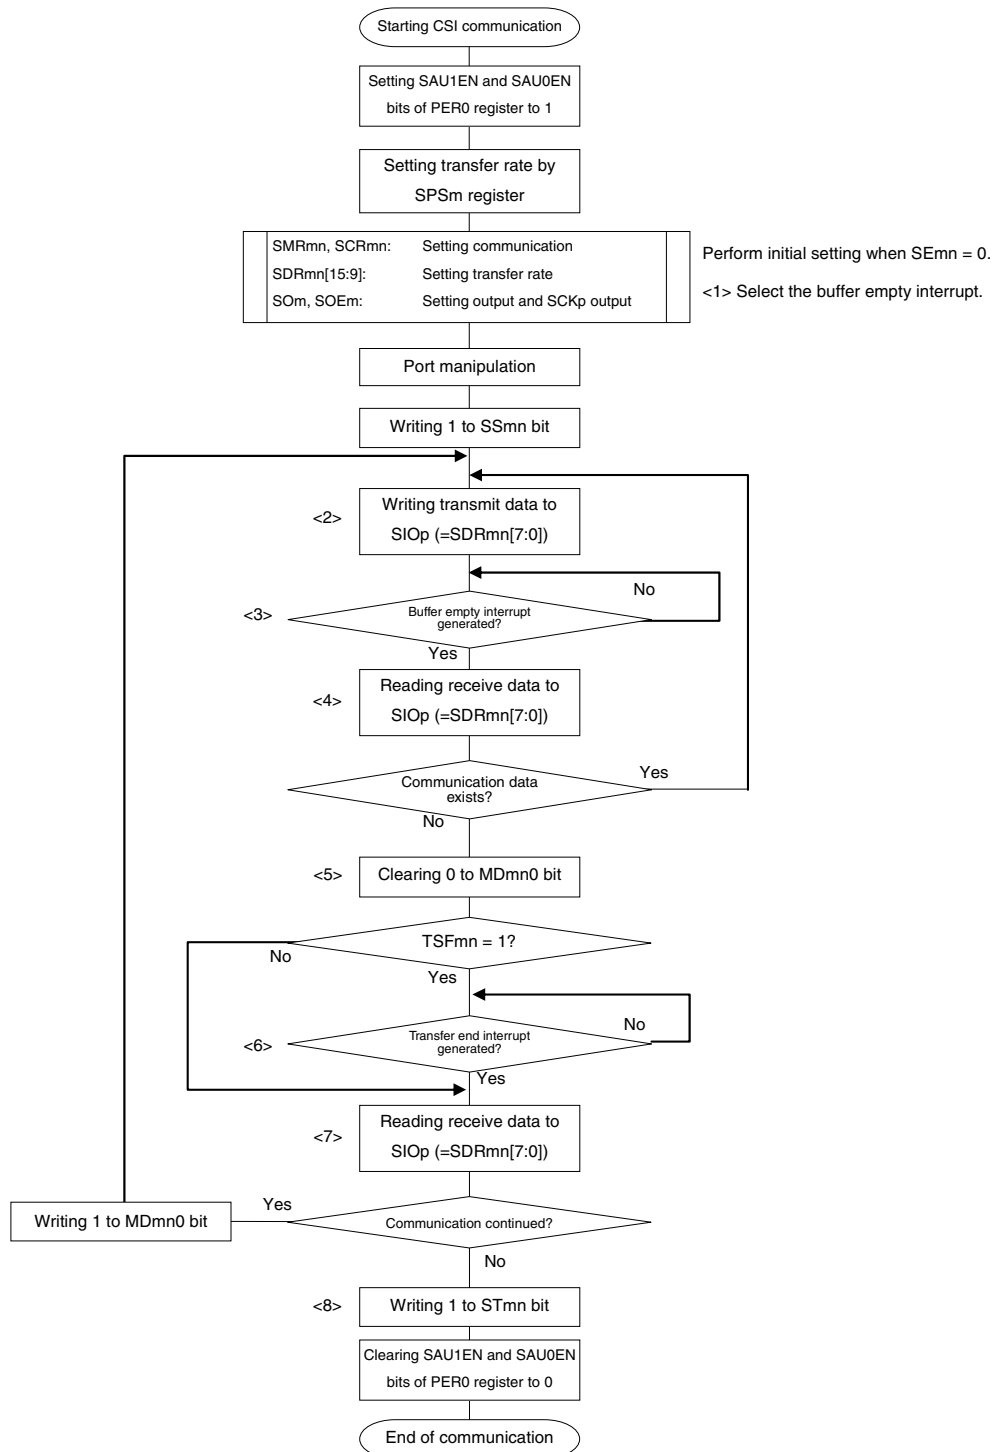 Starting CSI communication
Setting SAU1EN and SAU0EN
bits of PER0 register to 1
Setting transfer rate by
SPSm register
SMRmn, SCRmn: Setting communication
SDRmn[15:9]: Setting transfer rate
SOm, SOEm: Setting output and SCKp output
Perform initial setting when SEmn = 0.
<1> Select the buffer empty interrupt.
Port manipulation
Writing 1 to SSmn bit
<2>
Writing transmit data to
SIOp (=SDRmn[7:0])
No
<3>
Buffer empty interrupt
generated?
Yes
<4>
Reading receive data to
SIOp (=SDRmn[7:0])
Yes
Communication data
exists?
No
<5>
Clearing 0 to MDmn0 bit
TSFmn = 1?
No
Yes
No
<6>
Transfer end interrupt
generated?
Yes
<7>
Reading receive data to
SIOp (=SDRmn[7:0])
Yes
Writing 1 to MDmn0 bit
Communication continued?
No
<8>
Writing 1 to STmn bit
Clearing SAU1EN and SAU0EN
bits of PER0 register to 0
End of communication